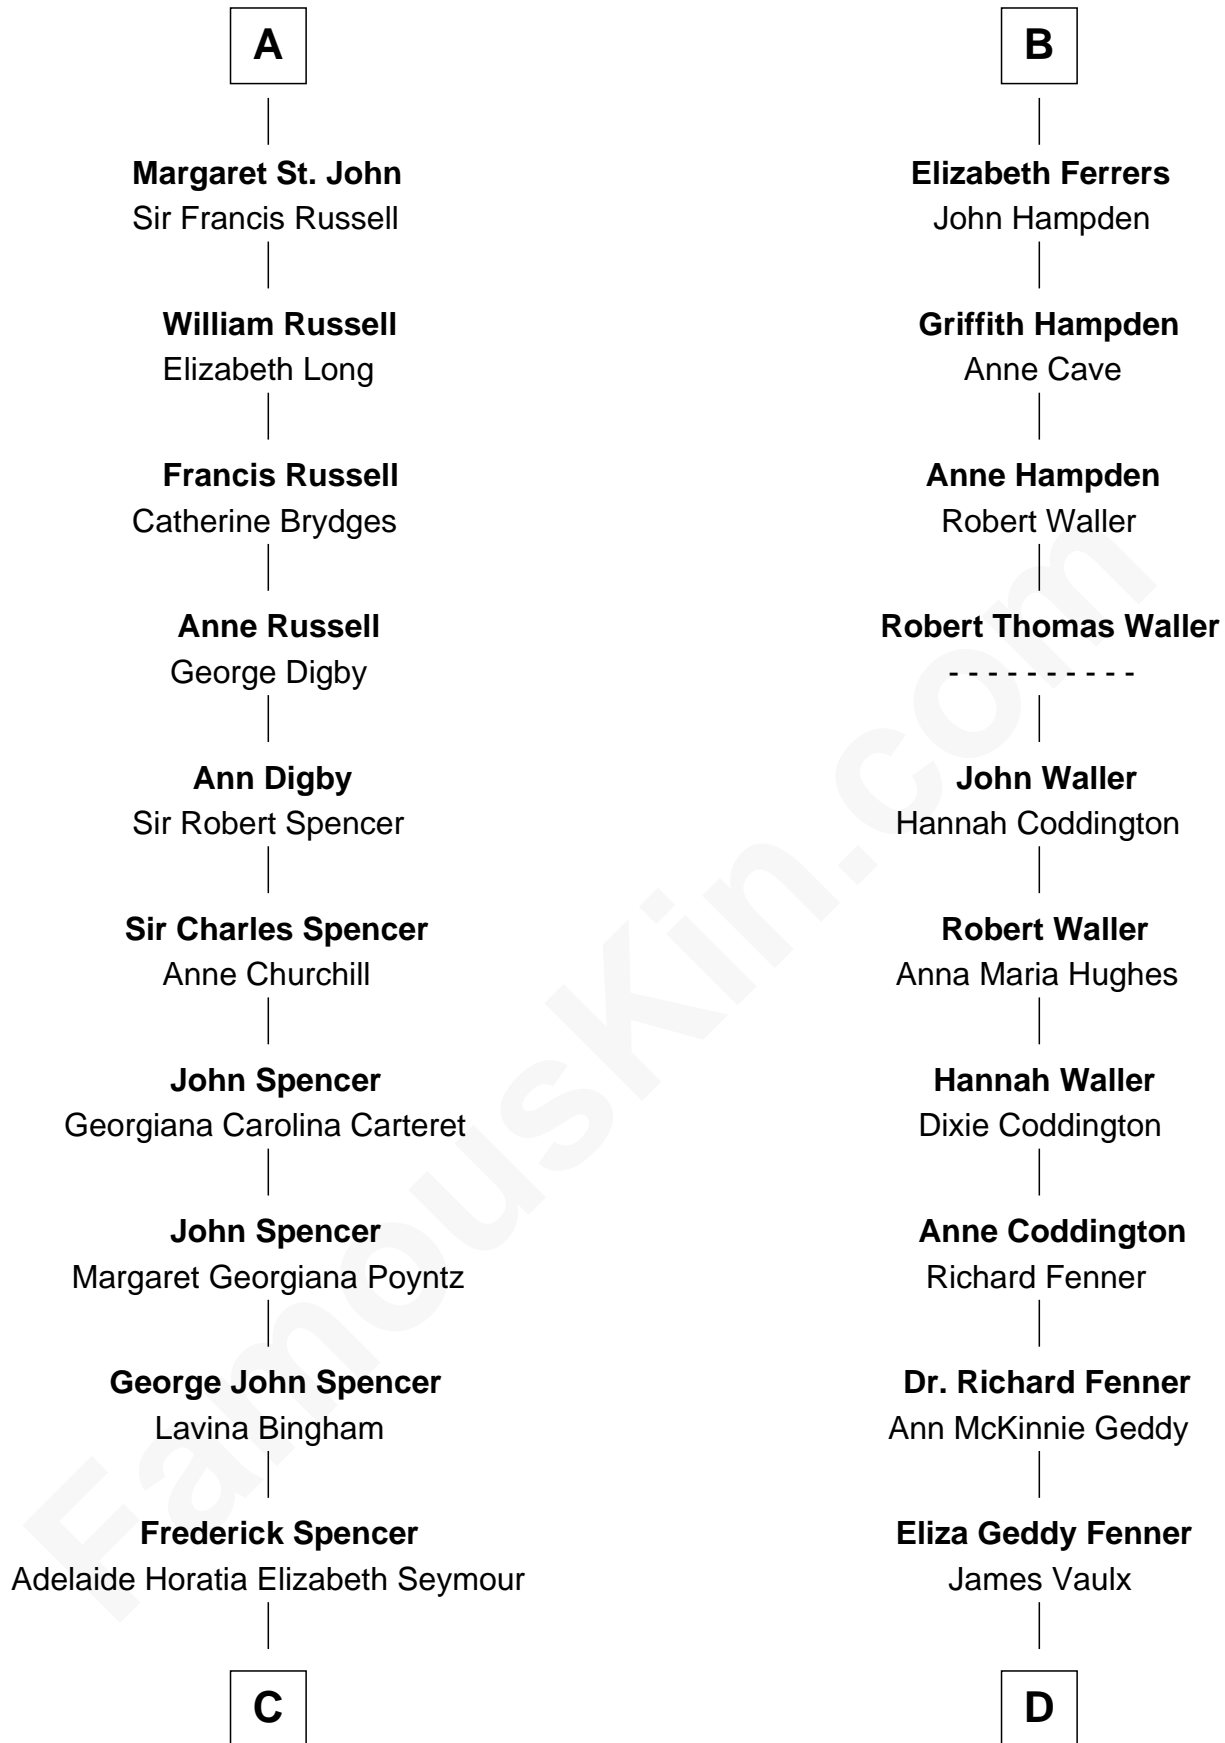 A
Margaret St. John
Sir Francis Russell
William Russell
Elizabeth Long
Francis Russell
Catherine Brydges
Anne Russell
George Digby
Ann Digby
Sir Robert Spencer
Sir Charles Spencer
Anne Churchill
John Spencer
Georgiana Carolina Carteret
John Spencer
Margaret Georgiana Poyntz
George John Spencer
Lavina Bingham
Frederick Spencer
Adelaide Horatia Elizabeth Seymour
C
B
Elizabeth Ferrers
John Hampden
Griffith Hampden
Anne Cave
Anne Hampden
Robert Waller
Robert Thomas Waller
- - - - - - - - - -
John Waller
Hannah Coddington
Robert Waller
Anna Maria Hughes
Hannah Waller
Dixie Coddington
Anne Coddington
Richard Fenner
Dr. Richard Fenner
Ann McKinnie Geddy
Eliza Geddy Fenner
James Vaulx
D
FamousKin.com